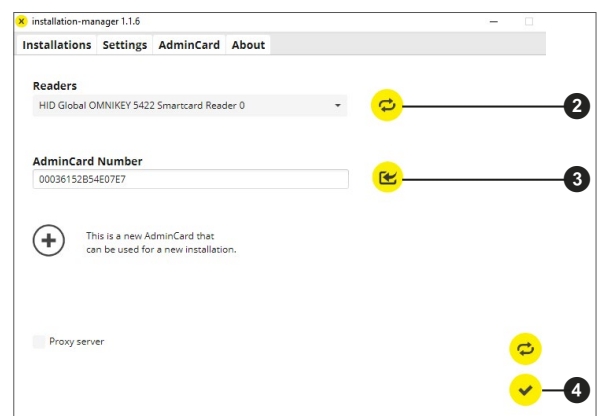 installation-manager 1.1.6
Installations Settings AdminCard About
Readers
HID Global OMNIKEY 5422 Smartcard Reader 0
2
AdminCard Number
00036152B54E07E7
3
This is a new AdminCard that
can be used for a new installation.
Proxy server
4